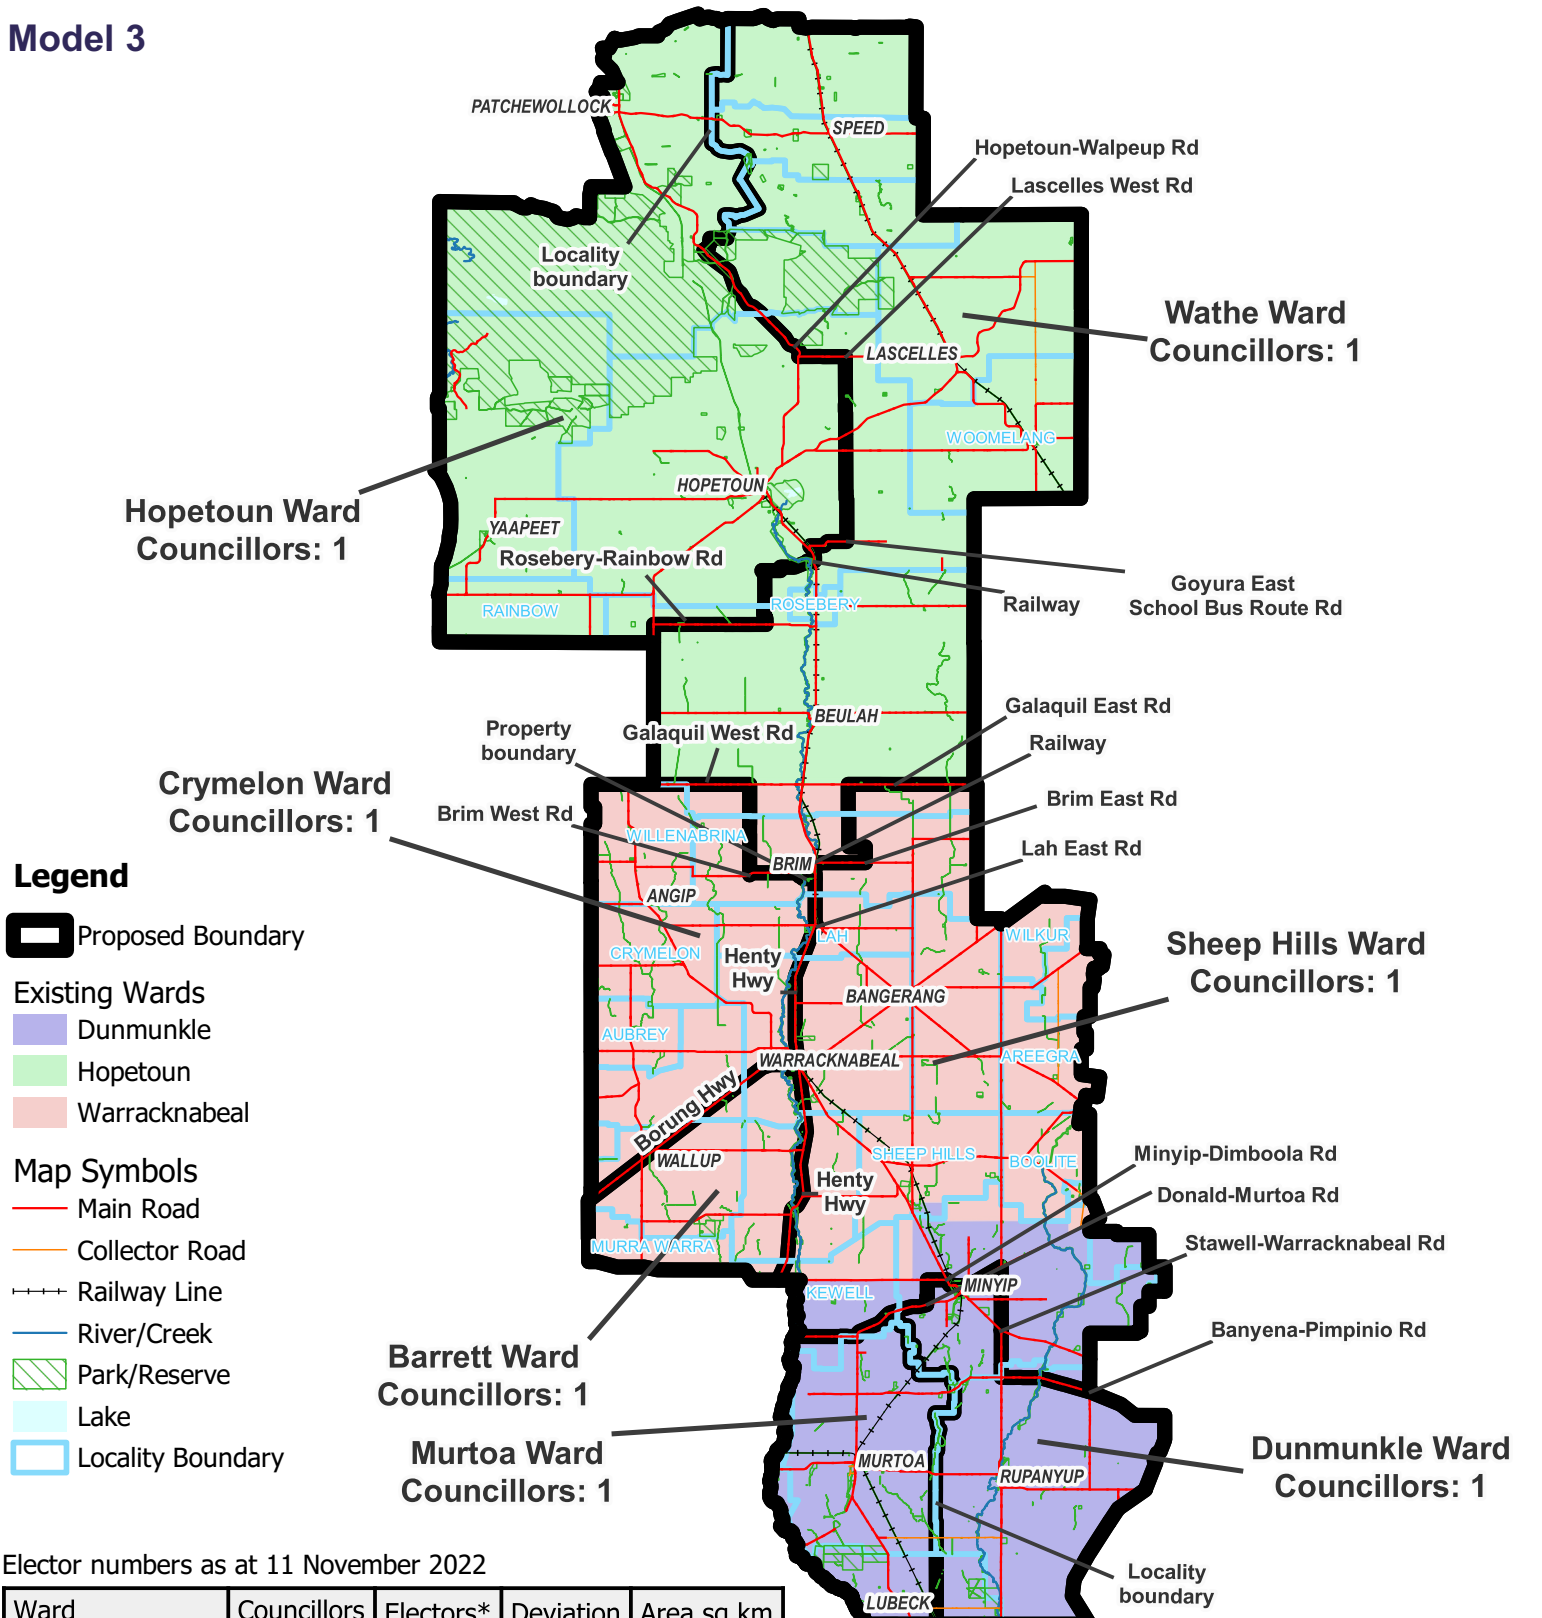 Model 3
PATCHEWOLLOCK
SPEED
Hopetoun-Walpeup Rd
Lascelles West Rd
Locality
boundary
Wathe Ward
Councillors: 1
LASCELLES
WOOMELANG
HOPETOUN
Hopetoun Ward
Councillors: 1
YAAPEET
Rosebery-Rainbow Rd
Goyura East
School Bus Route Rd
Railway
RAINBOW
ROSEBERY
BEULAH
Galaquil East Rd
Property
boundary
Galaquil West Rd
Railway
Crymelon Ward
Councillors: 1
Brim East Rd
Brim West Rd
WILLENABRINA
Lah East Rd
BRIM
ANGIP
Legend
Proposed Boundary
LAH
WILKUR
CRYMELON
Henty
Hwy
Sheep Hills Ward
Councillors: 1
BANGERANG
Existing Wards
Dunmunkle
Hopetoun
Warracknabeal
AUBREY
WARRACKNABEAL
AREEGRA
Borung Hwy
WALLUP
SHEEP HILLS
BOOLITE
Minyip-Dimboola Rd
Donald-Murtoa Rd
Henty
Hwy
Stawell-Warracknabeal Rd
MURRA WARRA
Map Symbols
Main Road
Collector Road
Railway Line
River/Creek
Park/Reserve
Lake
Locality Boundary
KEWELL
MINYIP
Banyena-Pimpinio Rd
Barrett Ward
Councillors: 1
Murtoa Ward
Councillors: 1
MURTOA
RUPANYUP
Dunmunkle Ward
Councillors: 1
Locality
boundary
LUBECK
Elector numbers as at 11 November 2022
Ward Councillors Electors* Deviation Area sq km